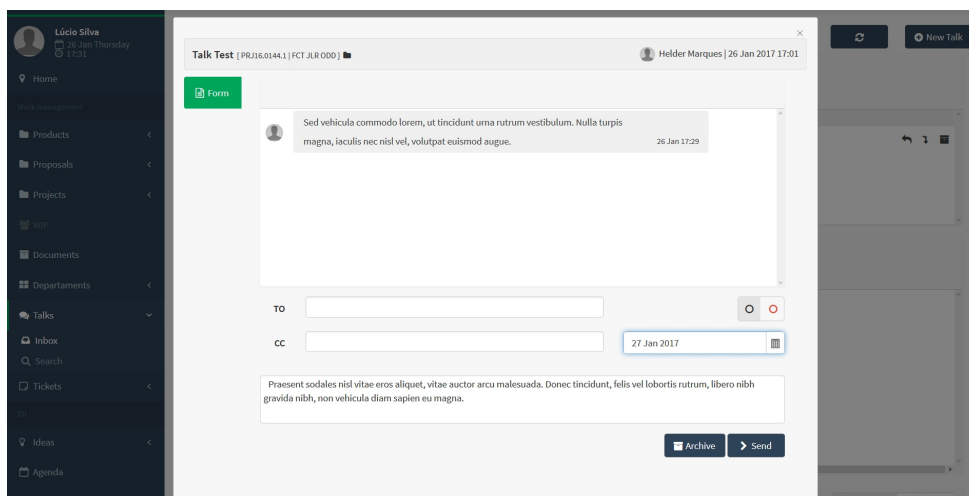 Lúcio Silva
26 Jan Thursday
17:31
Home
Work management
Products
Proposals
Projects
WSP
Documents
Departaments
Talks
Inbox
Search
Tickets
IDI
Ideas
Agenda
×
Talk Test [ PRJ16.0144.1 | FCT JLR ODD ]
Helder Marques | 26 Jan 2017 17:01
New Talk
Form
Sed vehicula commodo lorem, ut tincidunt urna rutrum vestibulum. Nulla turpis
magna, iaculis nec nisl vel, volutpat euismod augue.
26 Jan 17:29
TO
CC
27 Jan 2017
Praesent sodales nisl vitae eros aliquet, vitae auctor arcu malesuada. Donec tincidunt, felis vel lobortis rutrum, libero nibh
gravida nibh, non vehicula diam sapien eu magna.
Archive
Send